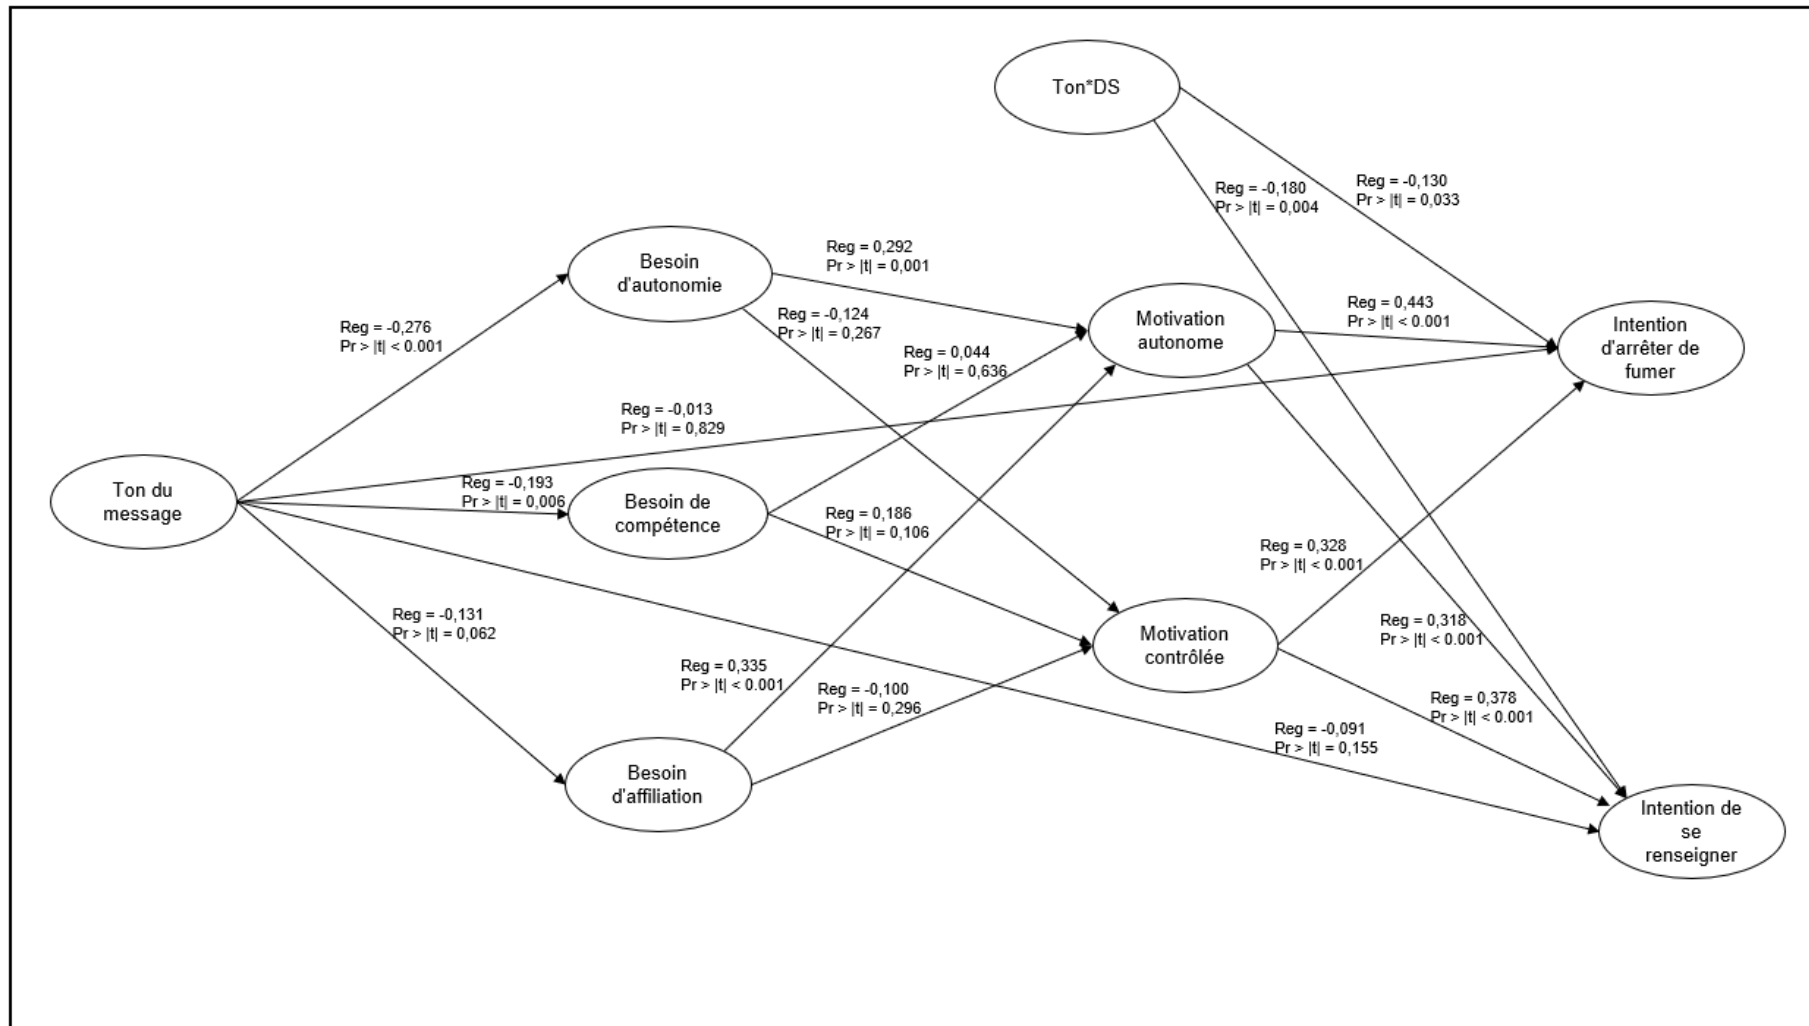 Ton*DS
Reg = -0,180
Pr > |t| = 0,004
Reg = -0,130
Pr > |t| = 0,033
Besoin
d'autonomie
Reg = 0,292
Pr > |t| = 0,001
Reg = -0,276
Pr > |t| < 0.001
Reg = -0,124
Pr > |t| = 0,267
Reg = 0,044
Pr > |t| = 0,636
Motivation
autonome
Reg = 0,443
Pr > |t| < 0.001
Intention
d'arrêter de
fumer
Reg = -0,013
Pr > |t| = 0,829
Ton du
message
Reg = -0,193
Pr > |t| = 0,006
Besoin de
compétence
Reg = 0,186
Pr > |t| = 0,106
Reg = 0,328
Pr > |t| < 0.001
Reg = -0,131
Pr > |t| = 0,062
Reg = 0,335
Pr > |t| < 0.001
Reg = -0,100
Pr > |t| = 0,296
Motivation
contrôlée
Reg = 0,318
Pr > |t| < 0.001
Reg = 0,378
Pr > |t| < 0.001
Reg = -0,091
Pr > |t| = 0,155
Besoin
d'affiliation
Intention de
se
renseigner